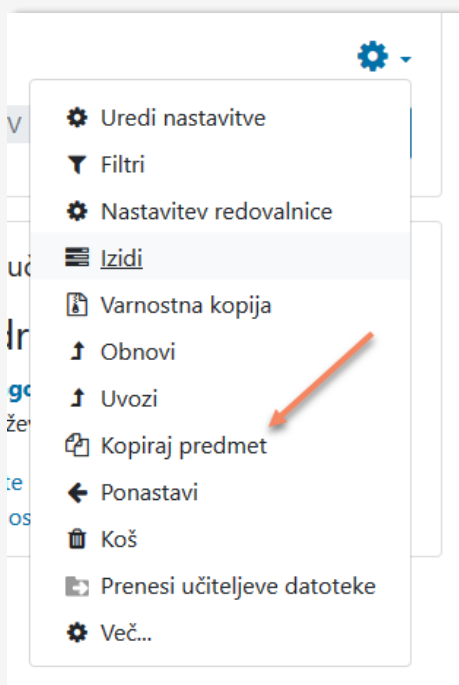 Uredi nastavitve
Filtri
Nastavitev redovalnice
Izidi
Varnostna kopija
Obnovi
Uvozi
Kopiraj predmet
Ponastavi
Koš
Prenesi učiteljeve datoteke
Več...